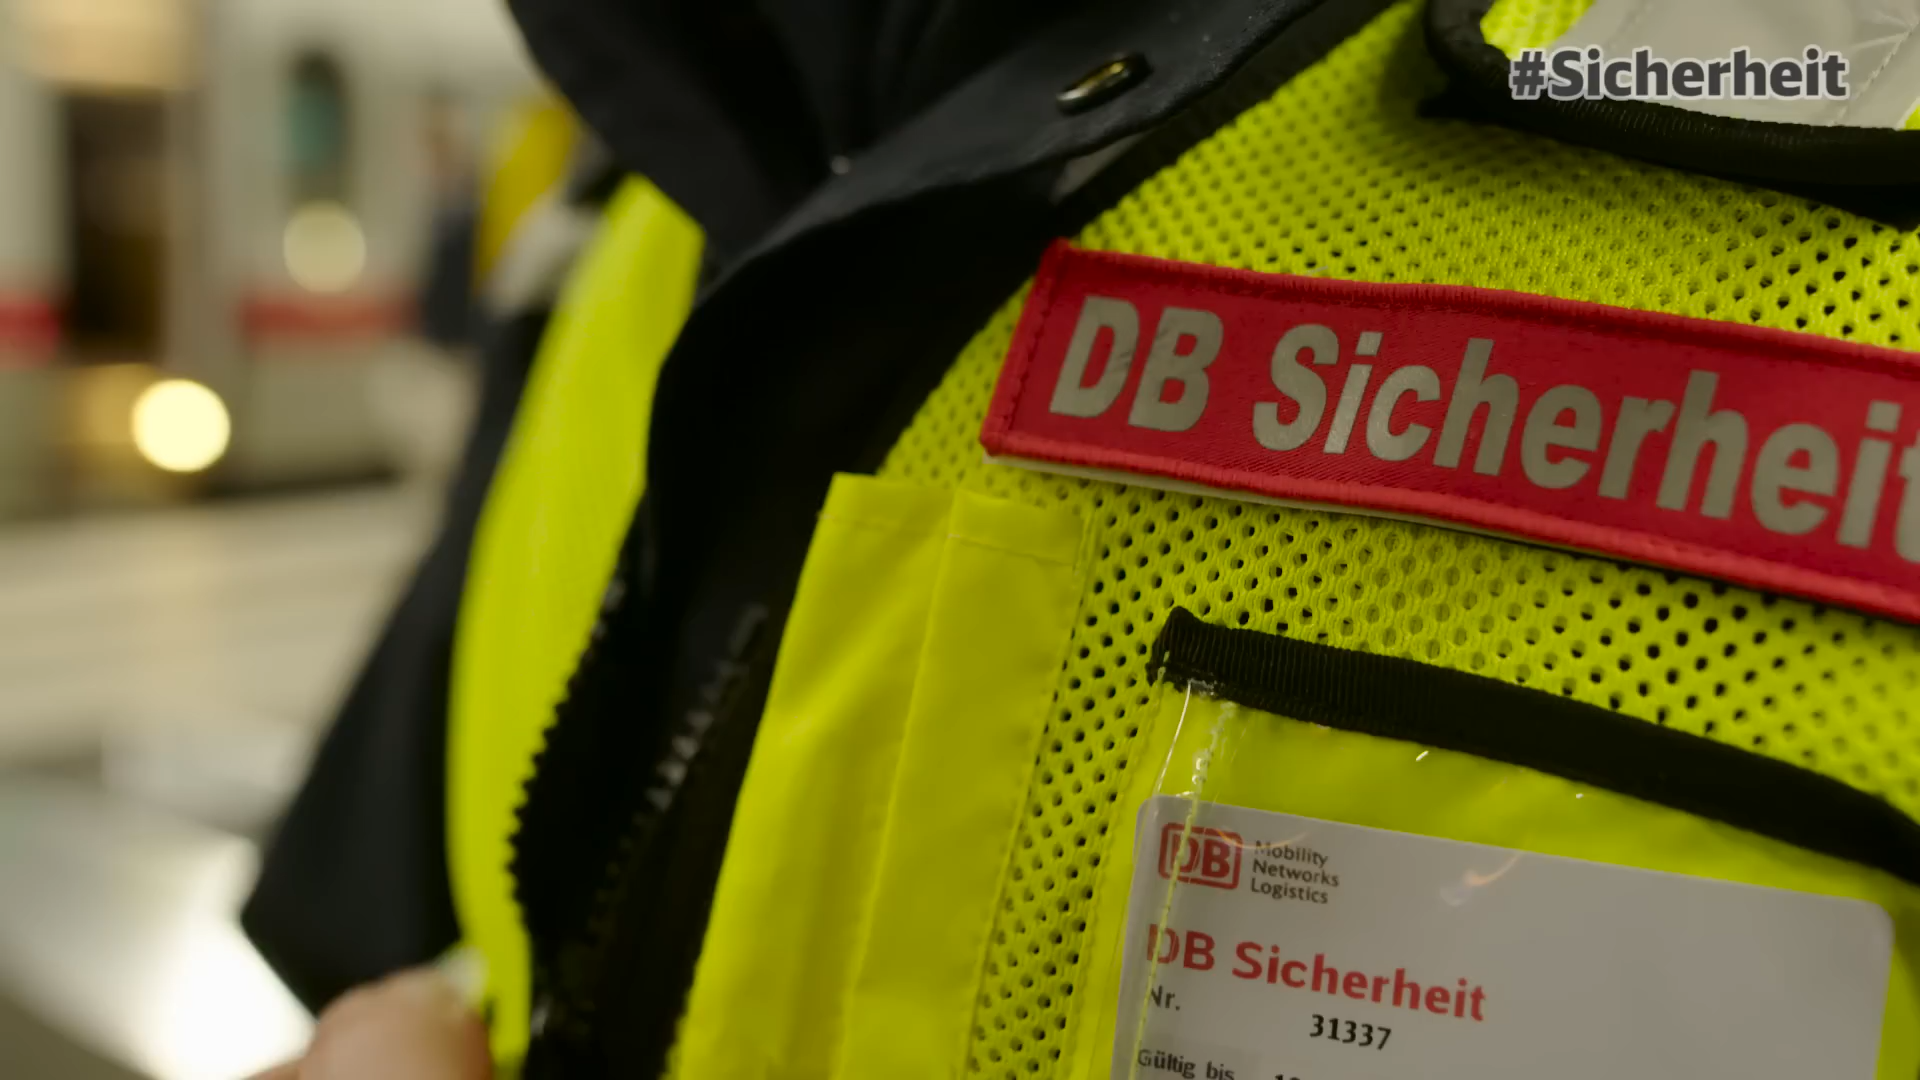 #Sicherheit
DB Sicherheit
DB
Mobility
Networks
Logistics
DB Sicherheit
Nr.
31337
Gültig bis